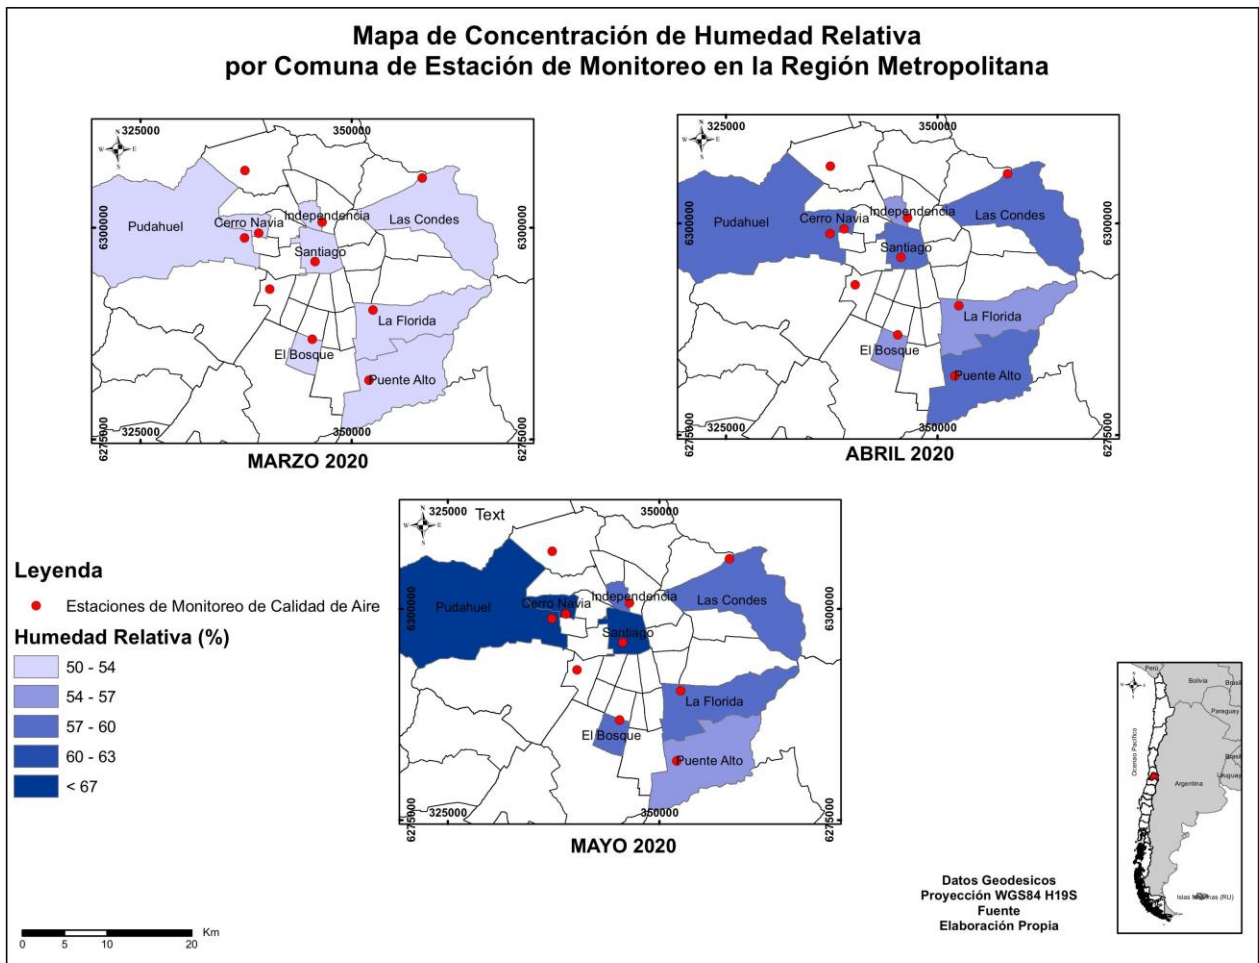 Mapa de Concentración de Humedad Relativa
por Comuna de Estación de Monitoreo en la Región Metropolitana
325000
350000
N
W
E
S
6300000
6300000
Pudahuel
Cerro Navia
Independencia
Las Condes
Santiago
La Florida
El Bosque
Puente Alto
325000
350000
6275000
MARZO 2020
325000
350000
N
W
E
S
6300000
6300000
Pudahuel
Cerro Navia
Independencia
Las Condes
Santiago
La Florida
El Bosque
Puente Alto
325000
350000
6275000
6275000
ABRIL 2020
325000
Text
350000
N
W
E
S
6300000
6300000
Pudahuel
Cerro Navia
Independencia
Las Condes
Santiago
La Florida
El Bosque
Puente Alto
325000
350000
6275000
6275000
MAYO 2020
Leyenda
Estaciones de Monitoreo de Calidad de Aire
Humedad Relativa (%)
50 - 54
54 - 57
57 - 60
60 - 63
< 67
0 5 10 20 Km
Datos Geodesicos
Proyección WGS84 H19S
Fuente
Elaboración Propia
Perú
Bolivia
Brasil
Paraguay
Brasil
Uruguay
Argentina
Ocenao Pacífico
(RU)